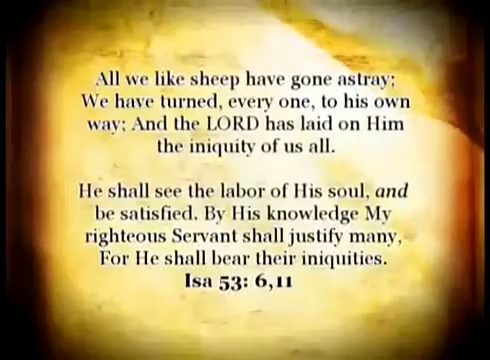 All we like sheep have gone astray;
We have turned, every one, to his own
way; And the LORD has laid on Him
the iniquity of us all.
He shall see the labor of His soul, and
be satisfied. By His knowledge My
righteous Servant shall justify many,
For He shall bear their iniquities.
Isa 53: 6,11